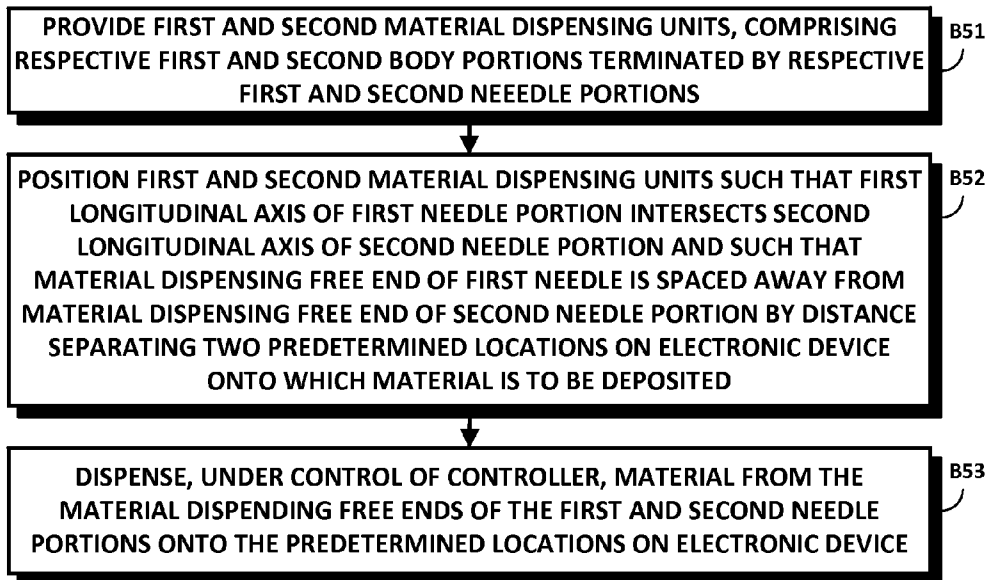 PROVIDE FIRST AND SECOND MATERIAL DISPENSING UNITS, COMPRISING
RESPECTIVE FIRST AND SECOND BODY PORTIONS TERMINATED BY RESPECTIVE
FIRST AND SECOND NEEEDLE PORTIONS
B51
POSITION FIRST AND SECOND MATERIAL DISPENSING UNITS SUCH THAT FIRST
LONGITUDINAL AXIS OF FIRST NEEDLE PORTION INTERSECTS SECOND
LONGITUDINAL AXIS OF SECOND NEEDLE PORTION AND SUCH THAT
MATERIAL DISPENSING FREE END OF FIRST NEEDLE IS SPACED AWAY FROM
MATERIAL DISPENSING FREE END OF SECOND NEEDLE PORTION BY DISTANCE
SEPARATING TWO PREDETERMINED LOCATIONS ON ELECTRONIC DEVICE
ONTO WHICH MATERIAL IS TO BE DEPOSITED
B52
DISPENSE, UNDER CONTROL OF CONTROLLER, MATERIAL FROM THE
MATERIAL DISPENDING FREE ENDS OF THE FIRST AND SECOND NEEDLE
PORTIONS ONTO THE PREDETERMINED LOCATIONS ON ELECTRONIC DEVICE
B53